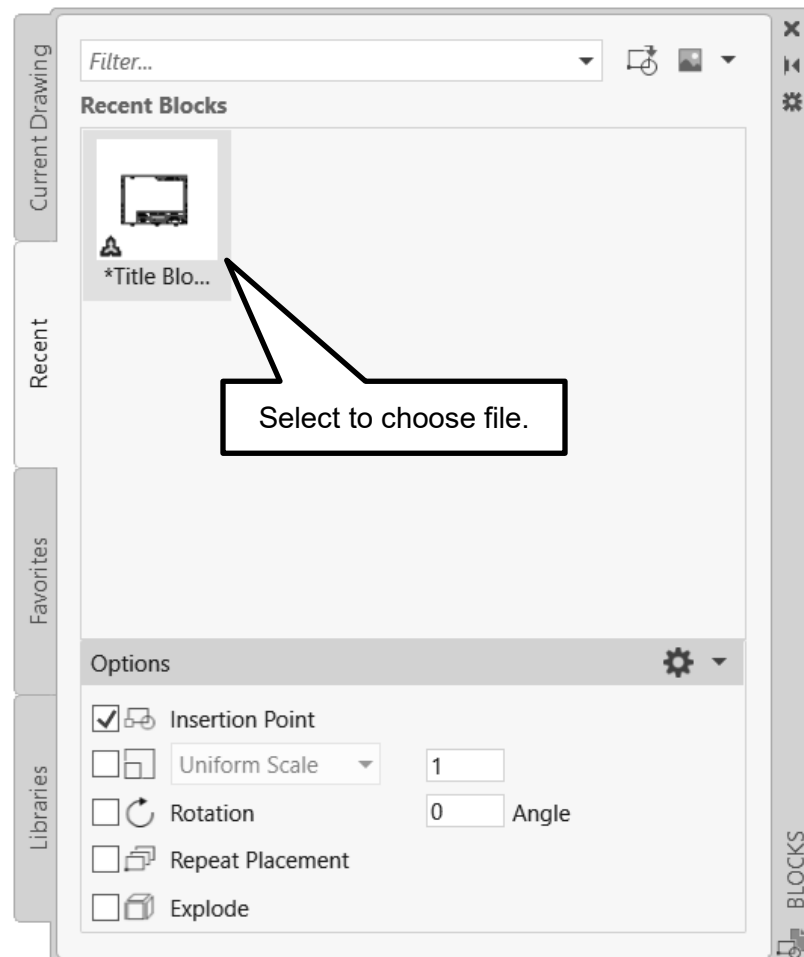 Current Drawing
Recent
Favorites
Libraries
Filter...
Recent Blocks
*Title Blo...
Select to choose file.
Options
Insertion Point
Uniform Scale 1
Rotation 0 Angle
Repeat Placement
Explode
BLOCKS